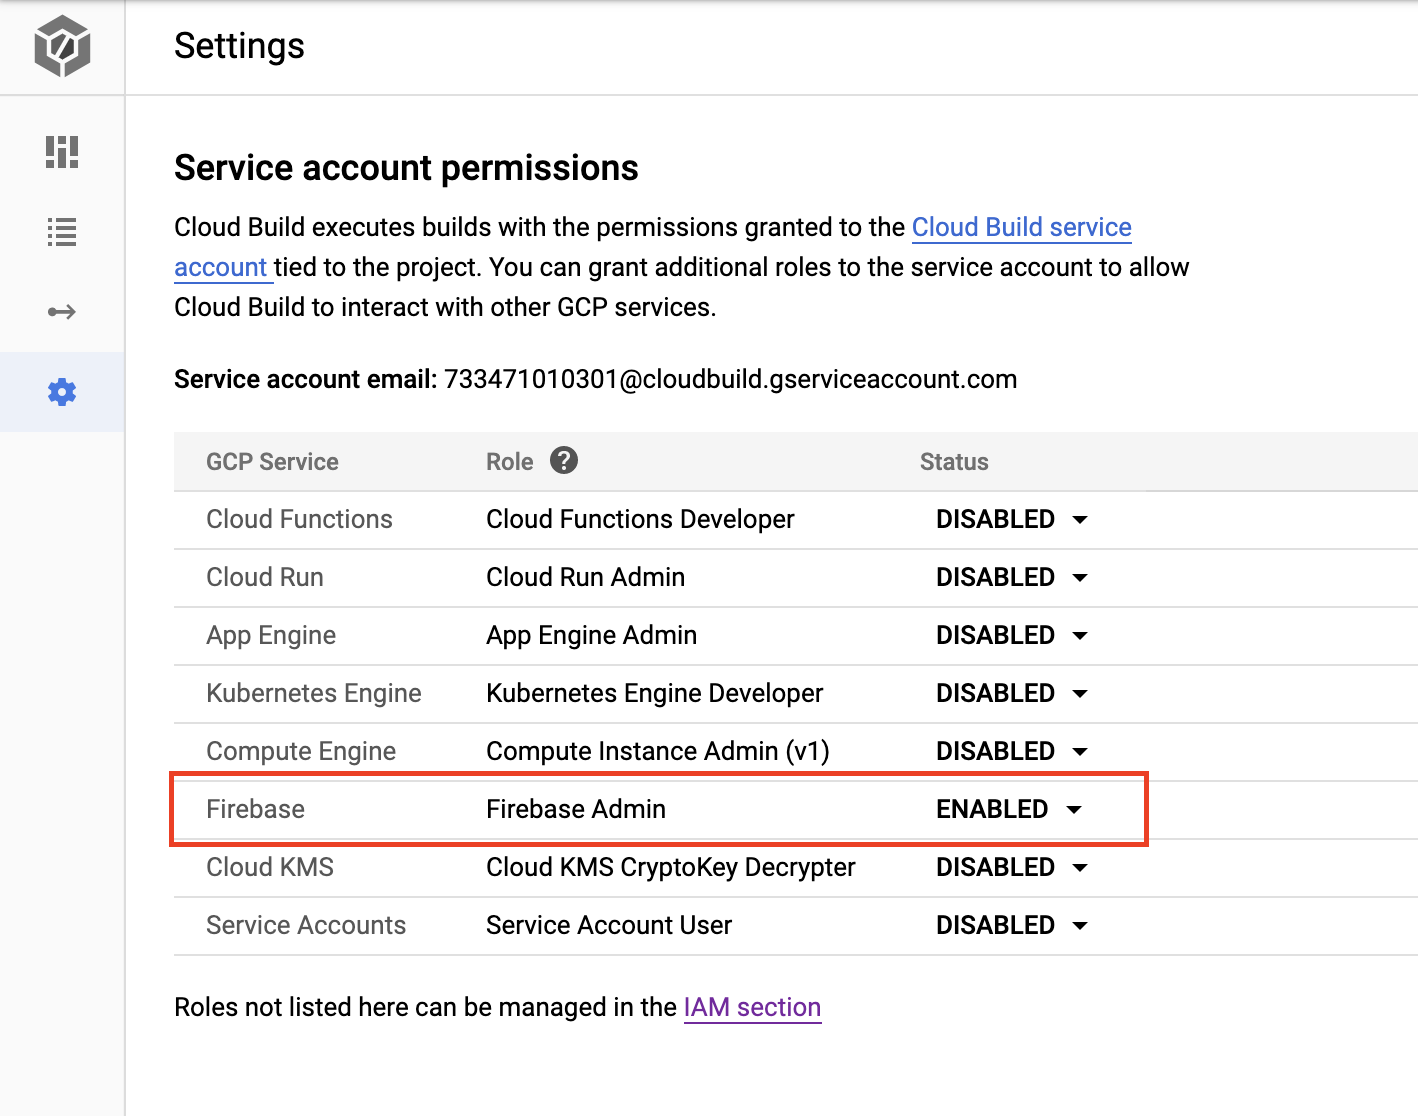 Settings
Service account permissions
Cloud Build executes builds with the permissions granted to the Cloud Build service
account tied to the project. You can grant additional roles to the service account to allow
Cloud Build to interact with other GCP services.
Service account email: 733471010301@cloudbuild.gserviceaccount.com
GCP Service Role ? Status
Cloud Functions Cloud Functions Developer DISABLED
Cloud Run Cloud Run Admin DISABLED
App Engine App Engine Admin DISABLED
Kubernetes Engine Kubernetes Engine Developer DISABLED
Compute Engine Compute Instance Admin (v1) DISABLED
Firebase Firebase Admin ENABLED
Cloud KMS Cloud KMS CryptoKey Decrypter DISABLED
Service Accounts Service Account User DISABLED
Roles not listed here can be managed in the IAM section